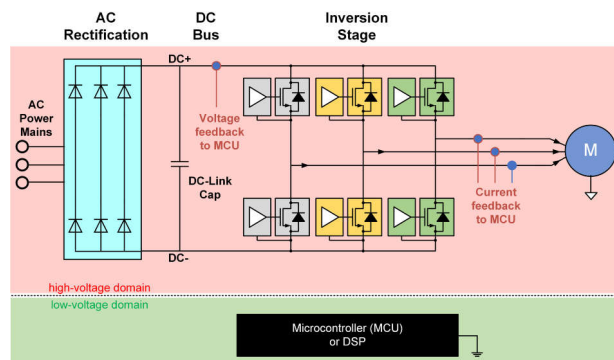 AC
Rectification
DC
Bus
Inversion
Stage
DC+
AC
Power
Mains
Voltage
feedback
to MCU
M
DC-Link
Cap
Current
feedback
to MCU
DC-
high-voltage domain
low-voltage domain
Microcontroller (MCU)
or DSP